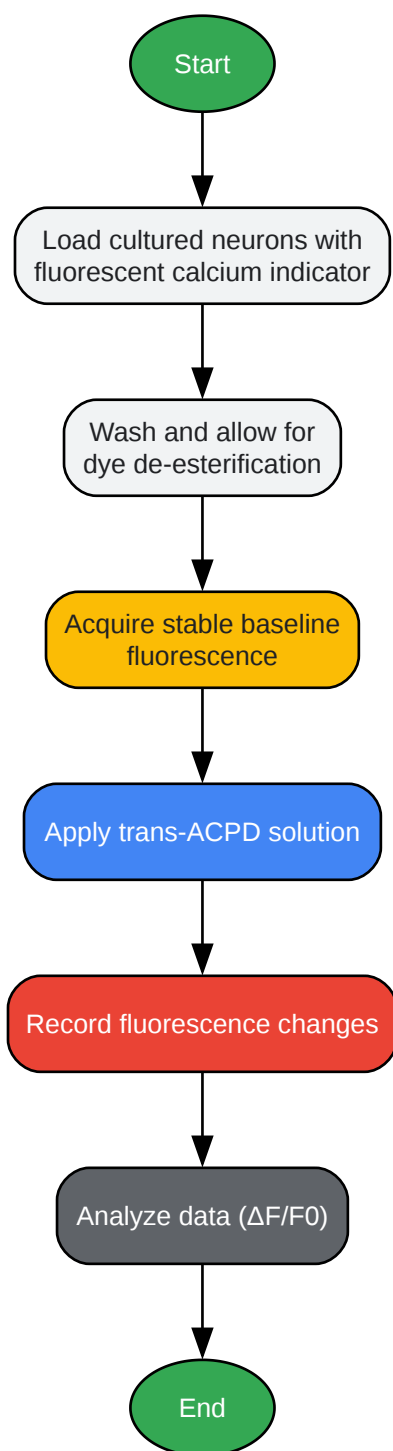 Start
Load cultured neurons with
fluorescent calcium indicator
Wash and allow for
dye de-esterification
Acquire stable baseline
fluorescence
Apply trans-ACPD solution
Record fluorescence changes
Analyze data (ΔF/F0)
End